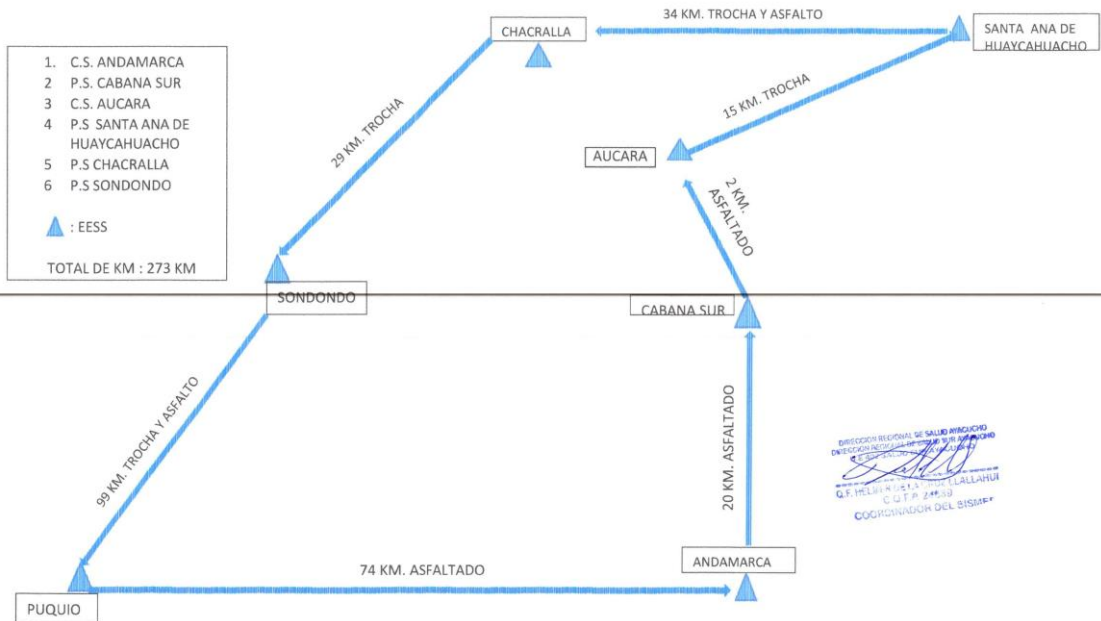 34 KM. TROCHA Y ASFALTO
CHACRALLA
SANTA ANA DE
HUAYCAHUACHO
1. C.S. ANDAMARCA
2 P.S. CABANA SUR
3 C.S. AUCARA
4 P.S SANTA ANA DE
HUAYCAHUACHO
5 P.S CHACRALLA
6 P.S SONDONDO
: EESS
TOTAL DE KM : 273 KM
29 KM. TROCHA
15 KM. TROCHA
AUCARA
2 KM.
ASFALTADO
SONDONDO
CABANA SUR
99 KM. TROCHA Y ASFALTO
20 KM. ASFALTADO
DIRECCION REGIONAL DE SALUD AYACUCHO
COORDINADOR DEL SISMET
ANDAMARCA
74 KM. ASFALTADO
PUQUIO